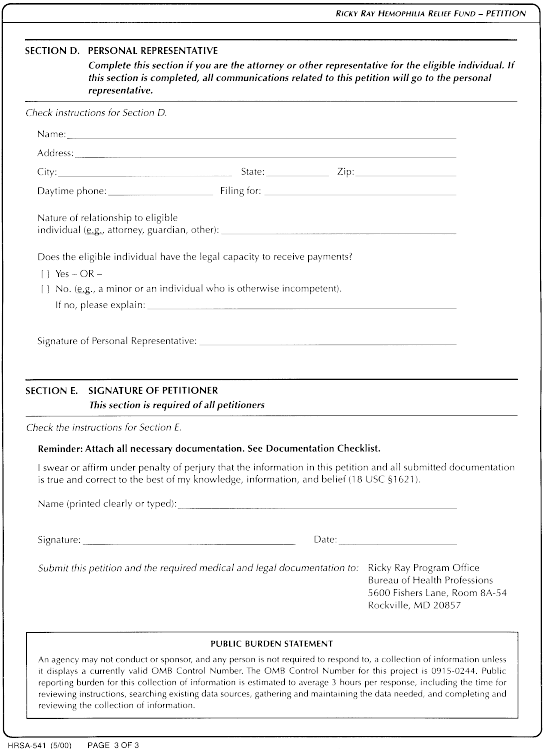 RICKY RAY HEMOPHILIA RELIEF FUND – PETITION
SECTION D. PERSONAL REPRESENTATIVE
Complete this section if you are the attorney or other representative for the eligible individual. If
this section is completed, all communications related to this petition will go to the personal
representative.
Check instructions for Section D.
Name:
Address:
City: State: Zip:
Daytime phone: Filing for:
Nature of relationship to eligible
individual (e.g., attorney, guardian, other):
Does the eligible individual have the legal capacity to receive payments?
[ ] Yes – OR –
[ ] No. (e.g., a minor or an individual who is otherwise incompetent).
If no, please explain:
Signature of Personal Representative:
SECTION E. SIGNATURE OF PETITIONER
This section is required of all petitioners
Check the instructions for Section E.
Reminder: Attach all necessary documentation. See Documentation Checklist.
I swear or affirm under penalty of perjury that the information in this petition and all submitted documentation
is true and correct to the best of my knowledge, information, and belief (18 USC §1621).
Name (printed clearly or typed):
Signature: Date:
Submit this petition and the required medical and legal documentation to: Ricky Ray Program Office
Bureau of Health Professions
5600 Fishers Lane, Room 8A-54
Rockville, MD 20857
PUBLIC BURDEN STATEMENT
An agency may not conduct or sponsor, and any person is not required to respond to, a collection of information unless
it displays a currently valid OMB Control Number. The OMB Control Number for this project is 0915-0244. Public
reporting burden for this collection of information is estimated to average 3 hours per response, including the time for
reviewing instructions, searching existing data sources, gathering and maintaining the data needed, and completing and
reviewing the collection of information.
HRSA-541 (5/00) PAGE 3 OF 3